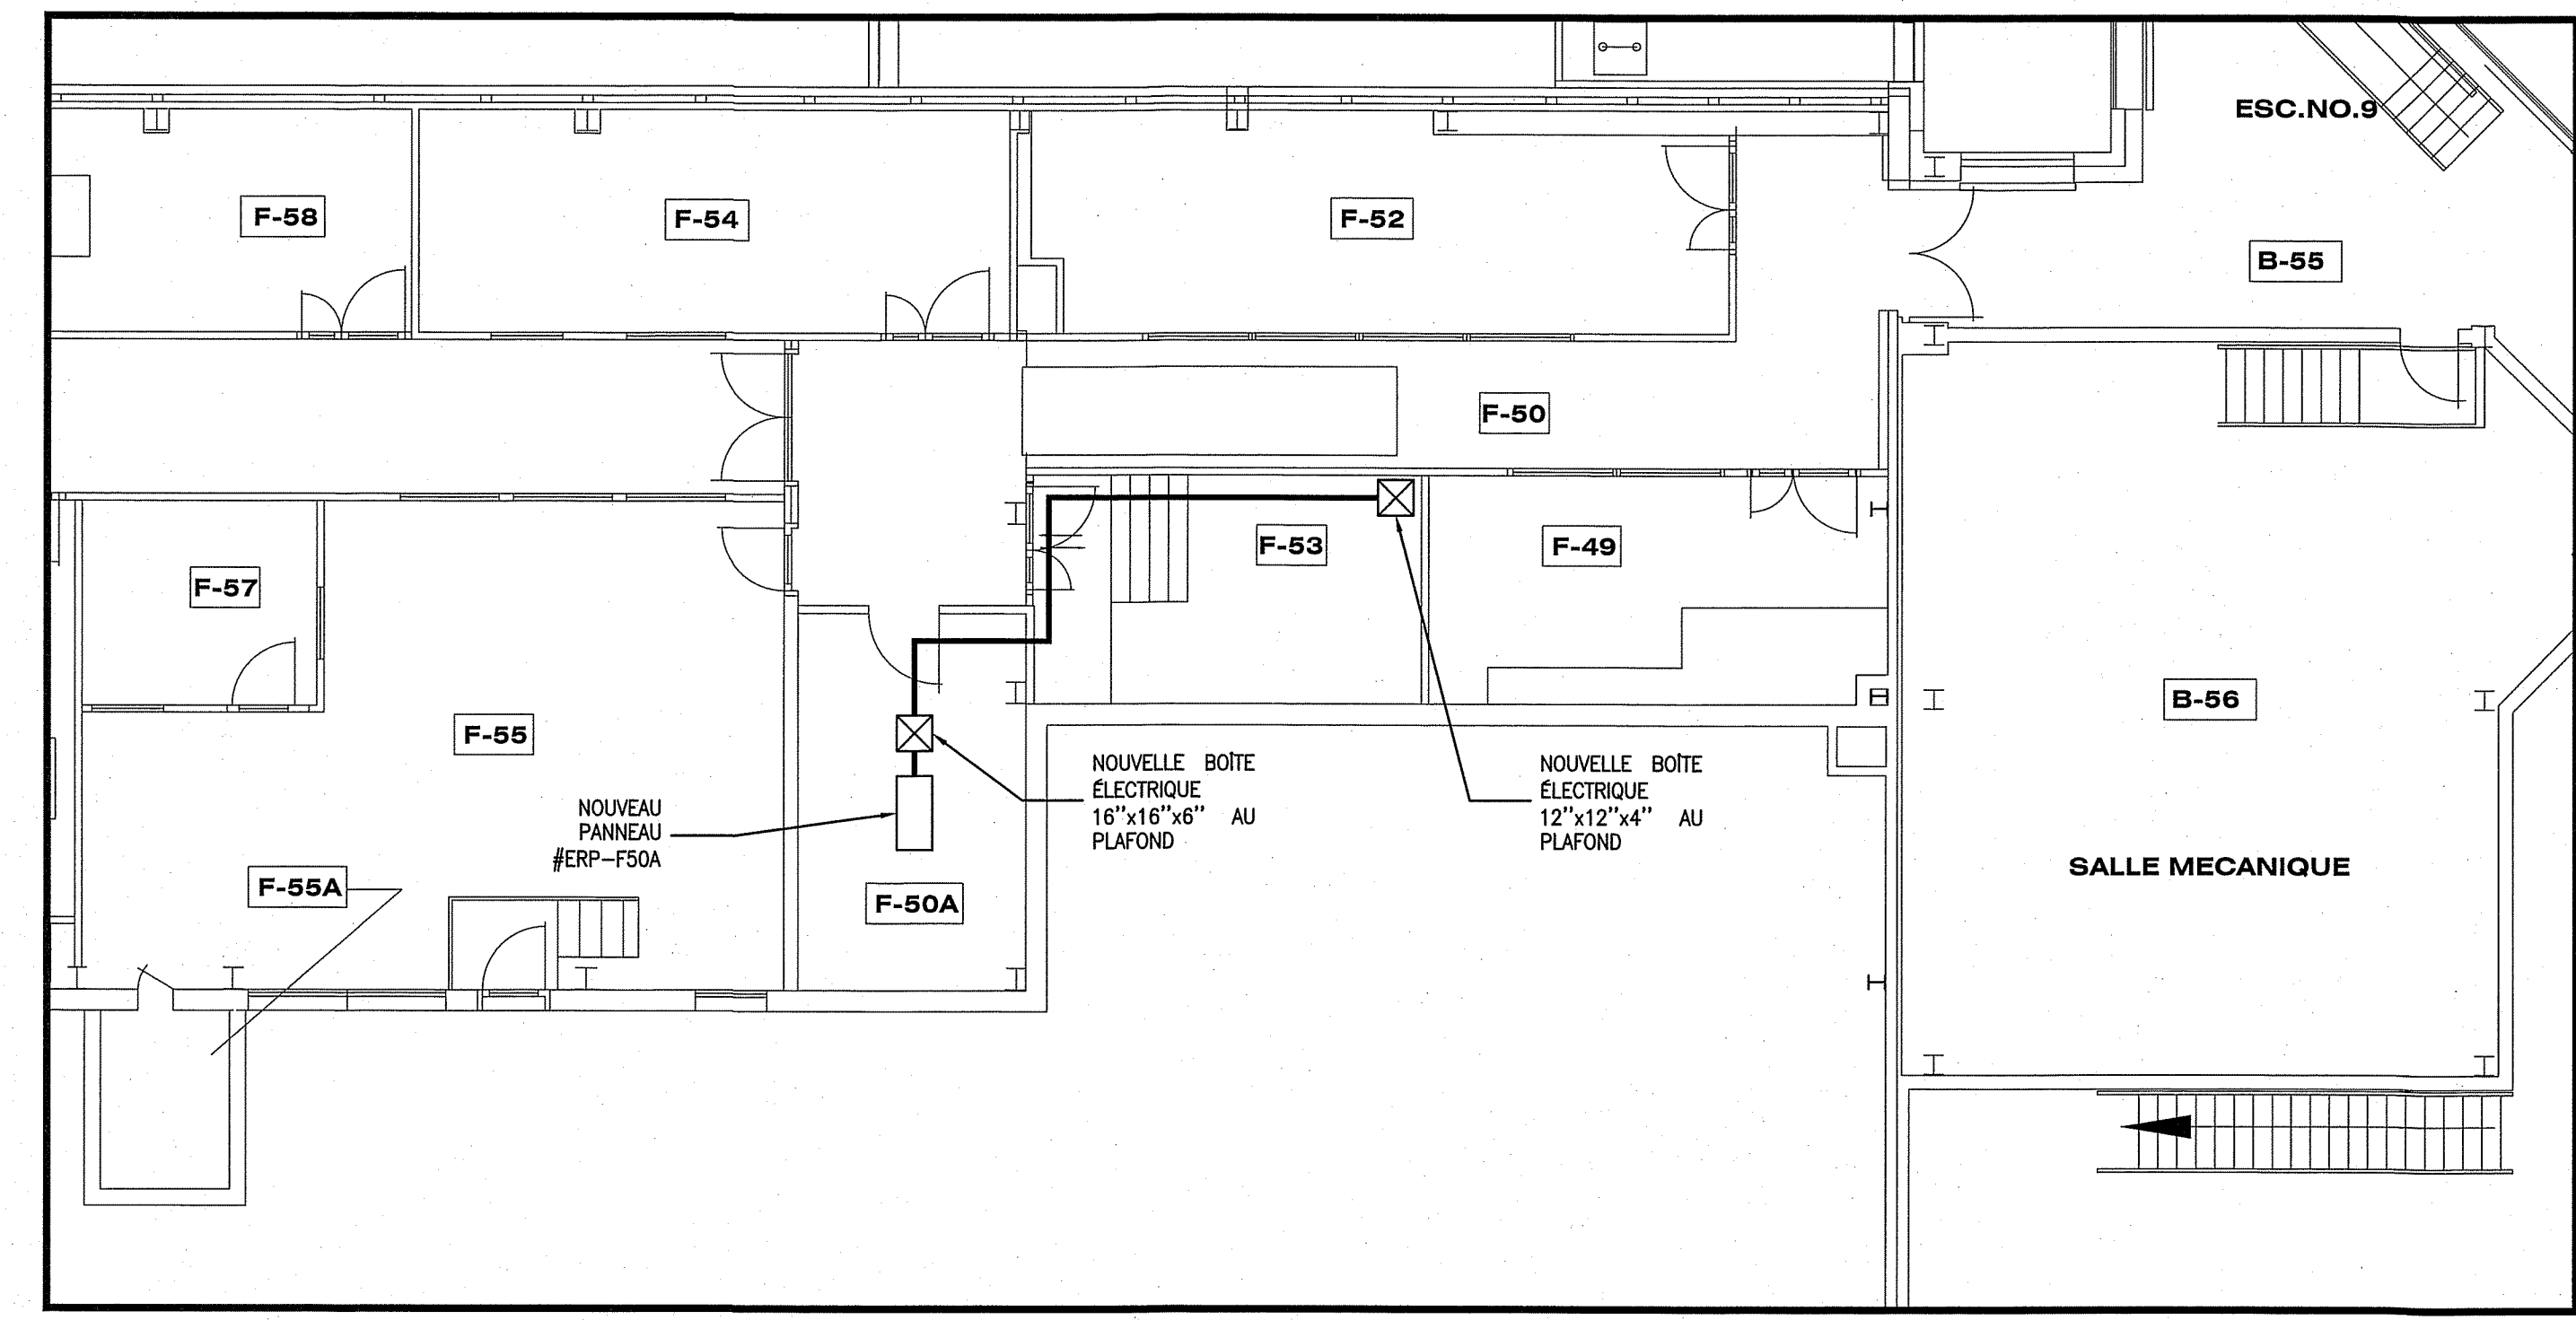 ESC.NO.9
F-58
F-54
F-52
B-55
F-50
F-53
F-49
F-57
B-56
F-55
NOUVELLE BOÎTE
ÉLECTRIQUE
16"x16"x6" AU
PLAFOND
NOUVELLE BOÎTE
ÉLECTRIQUE
12"x12"x4" AU
PLAFOND
NOUVEAU
PANNEAU
#ERP-F50A
SALLE MECANIQUE
F-55A
F-50A